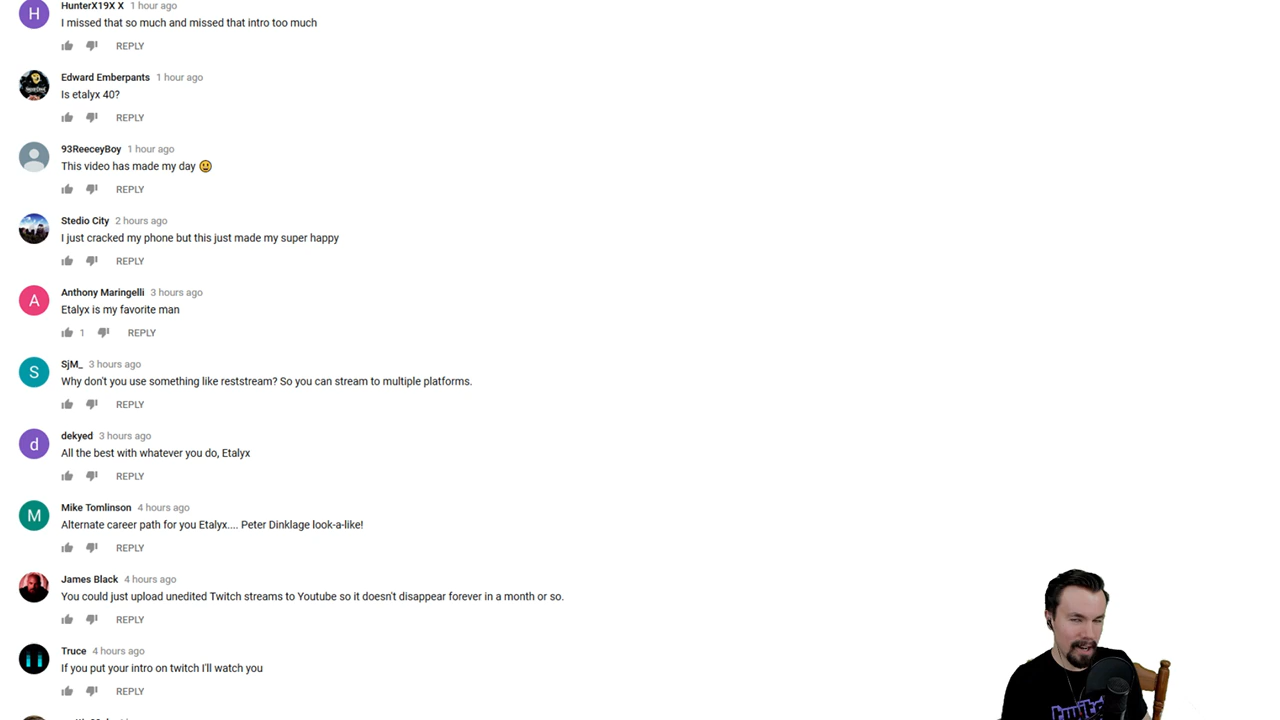 HunterX19X X 1 hour ago
I missed that so much and missed that intro too much
REPLY
Edward Emberpants 1 hour ago
Is etalyx 40?
REPLY
93ReeceyBoy 1 hour ago
This video has made my day
REPLY
Stedio City 2 hours ago
I just cracked my phone but this just made my super happy
REPLY
A
Anthony Maringelli 3 hours ago
Etalyx is my favorite man
1 REPLY
S
SjM_ 3 hours ago
Why don't you use something like reststream? So you can stream to multiple platforms.
REPLY
d
dekyed 3 hours ago
All the best with whatever you do, Etalyx
REPLY
M
Mike Tomlinson 4 hours ago
Alternate career path for you Etalyx.... Peter Dinklage look-a-like!
REPLY
James Black 4 hours ago
You could just upload unedited Twitch streams to Youtube so it doesn't disappear forever in a month or so.
REPLY
Truce 4 hours ago
If you put your intro on twitch I'll watch you
REPLY
H
twitch